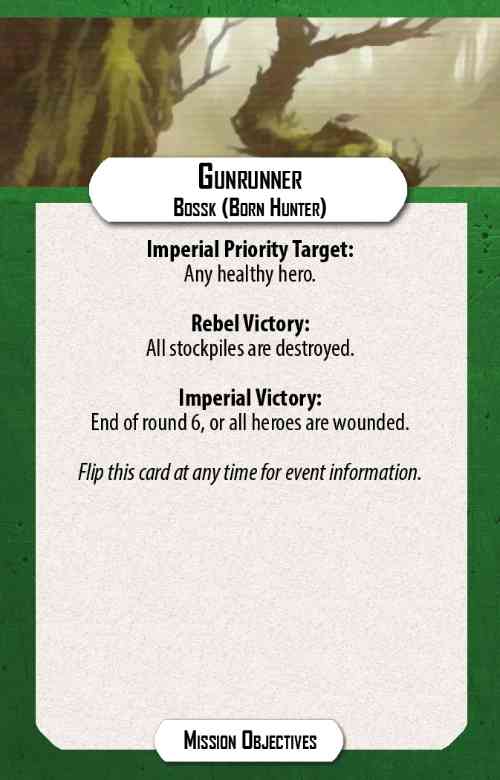 Gunrunner
Bossk (Born Hunter)
Imperial Priority Target:
Any healthy hero.
Rebel Victory:
All stockpiles are destroyed.
Imperial Victory:
End of round 6, or all heroes are wounded.
Flip this card at any time for event information.
Mission Objectives